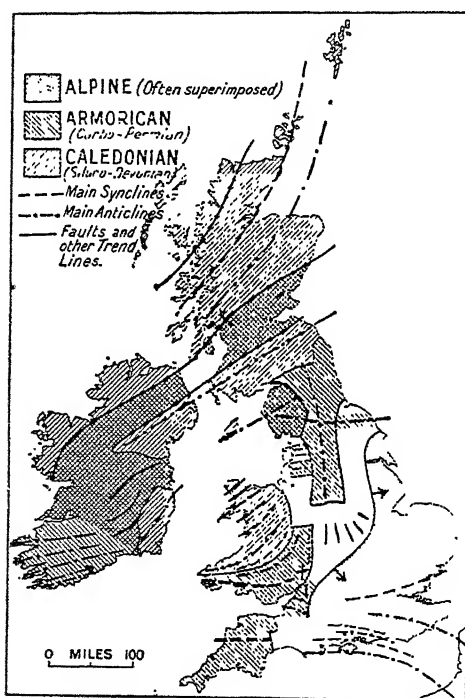 ALPINE (Often superimposed)
ARMORICAN
(Carbo-Permian)
CALEDONIAN
(Siluro-Devonian)
Main Synclines
Main Anticlines
Faults and
other Trend
Lines.
0 MILES 100